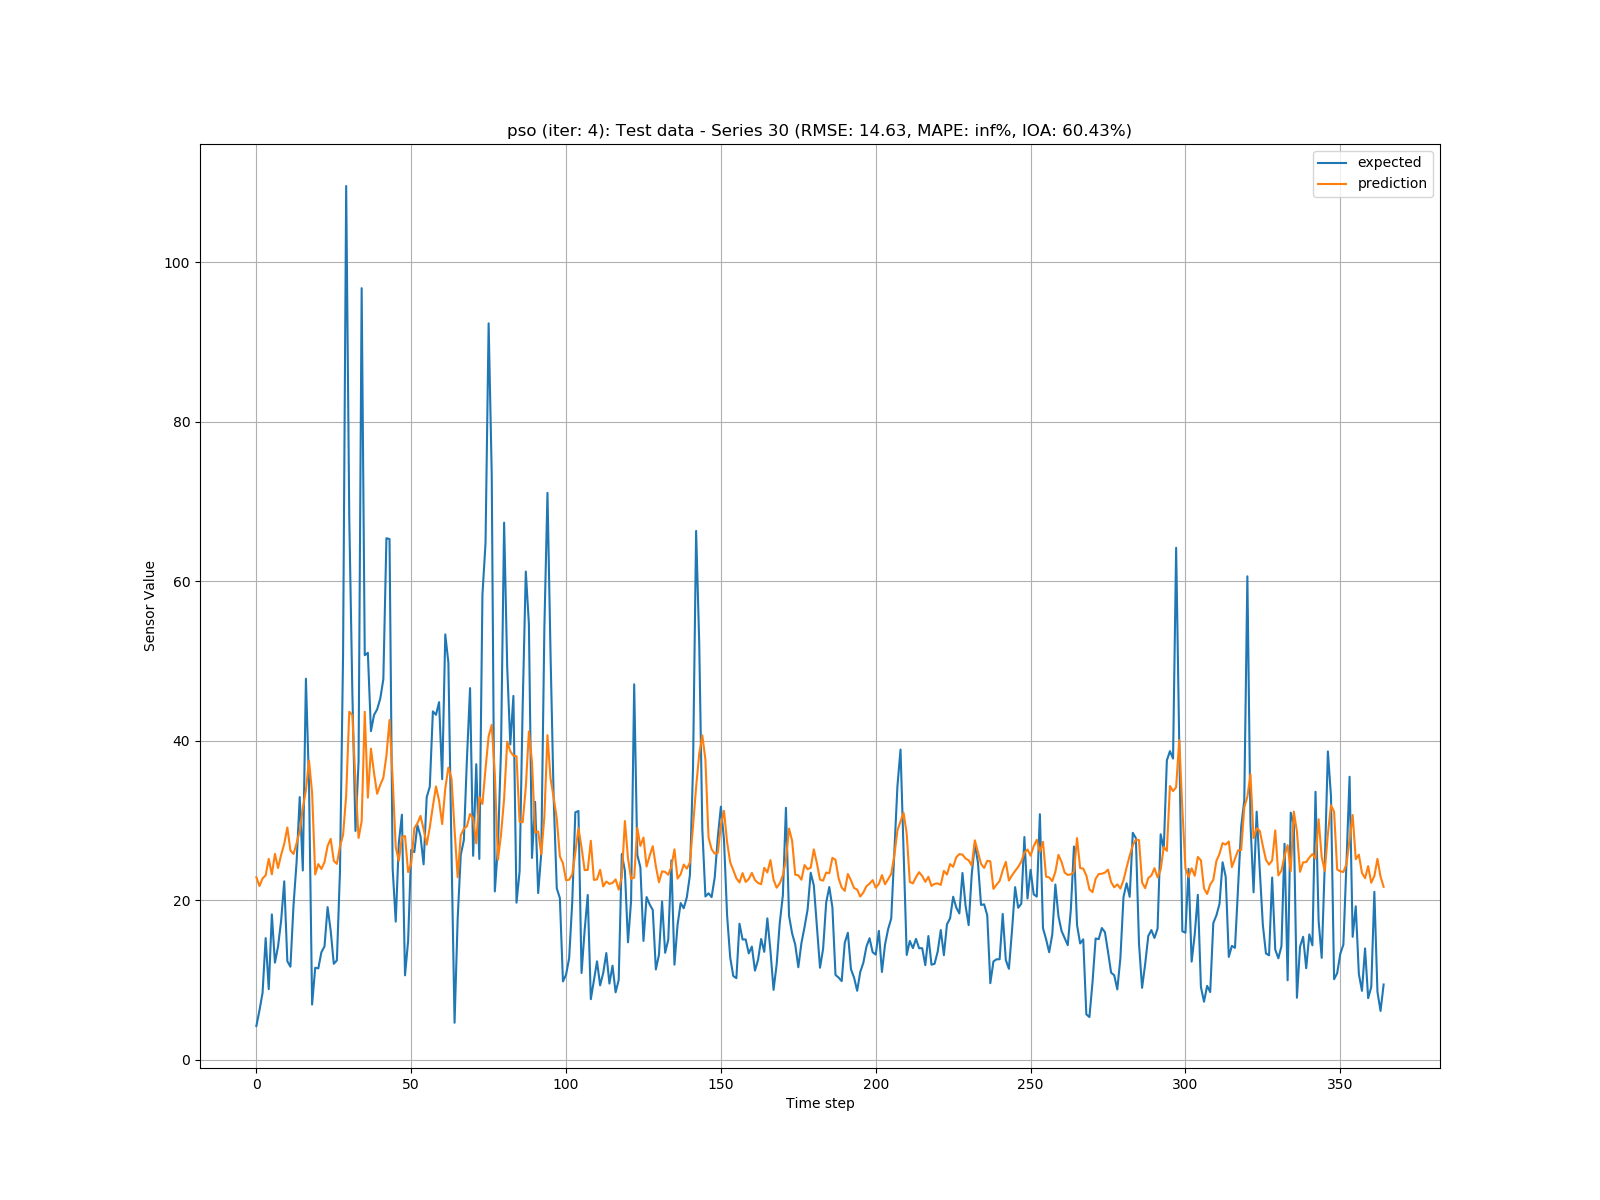 pso (iter: 4): Test data - Series 30 (RMSE: 14.63, MAPE: inf%, IOA: 60.43%)
expected
prediction
100
80
60
40
20
0
Sensor Value
0 50 100 150 200 250 300 350
Time step